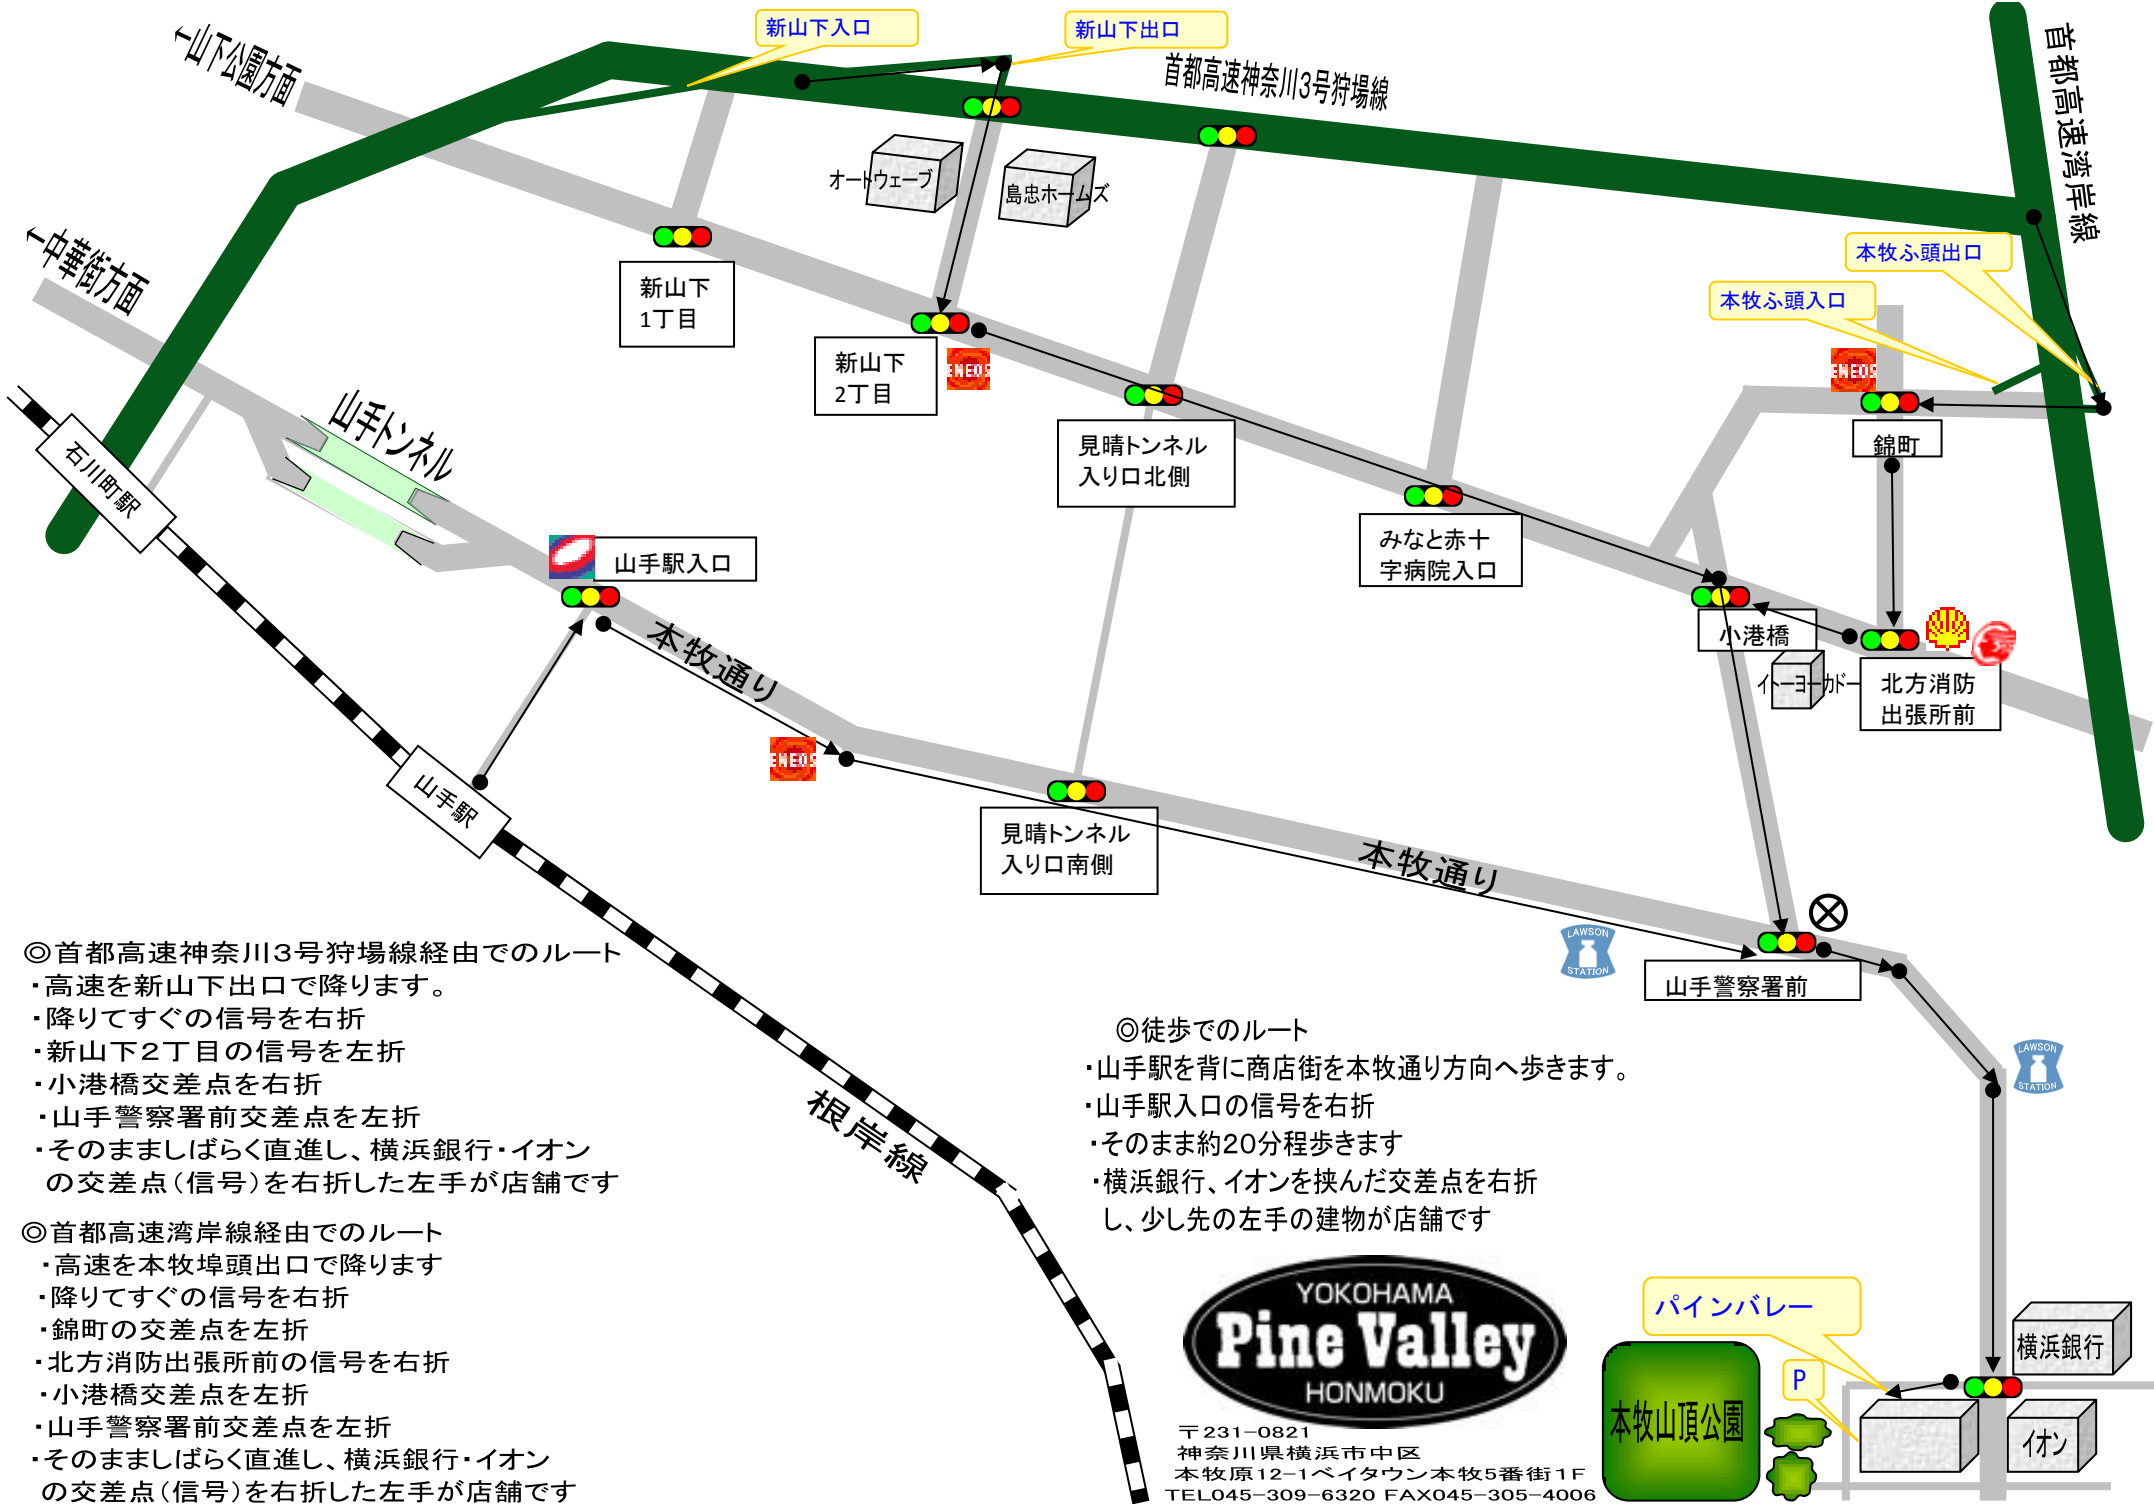 新山下入口
新山下出口
首都高速神奈川3号狩場線
首都高速湾岸線
↑山下公園方面
オートウェーブ
島忠ホームズ
↑中華街方面
本牧ふ頭出口
本牧ふ頭入口
新山下
1丁目
新山下
2丁目
ENEOS
ENEOS
錦町
山手トンネル
石川町駅
見晴トンネル
入り口北側
みなと赤十
字病院入口
山手駅入口
小港橋
イトーヨーカドー
北方消防
出張所前
本牧通り
ENEOS
山手駅
見晴トンネル
入り口南側
本牧通り
LAWSON
STATION
山手警察署前
LAWSON
STATION
根岸線
◎首都高速神奈川3号狩場線経由でのルート
・高速を新山下出口で降ります。
・降りてすぐの信号を右折
・新山下2丁目の信号を左折
・小港橋交差点を右折
・山手警察署前交差点を左折
・そのまましばらく直進し、横浜銀行・イオン
の交差点(信号)を右折した左手が店舗です
◎首都高速湾岸線経由でのルート
・高速を本牧埠頭出口で降ります
・降りてすぐの信号を右折
・錦町の交差点を左折
・北方消防出張所前の信号を右折
・小港橋交差点を左折
・山手警察署前交差点を左折
・そのまましばらく直進し、横浜銀行・イオン
の交差点(信号)を右折した左手が店舗です
◎徒歩でのルート
・山手駅を背に商店街を本牧通り方向へ歩きます。
・山手駅入口の信号を右折
・そのまま約20分程歩きます
・横浜銀行、イオンを挟んだ交差点を右折
し、少し先の左手の建物が店舗です
YOKOHAMA
Pine Valley
HONMOKU
〒231-0821
神奈川県横浜市中区
本牧原12-1ベイタウン本牧5番街1F
TEL045-309-6320 FAX045-305-4006
パインバレー
P
本牧山頂公園
横浜銀行
イオン